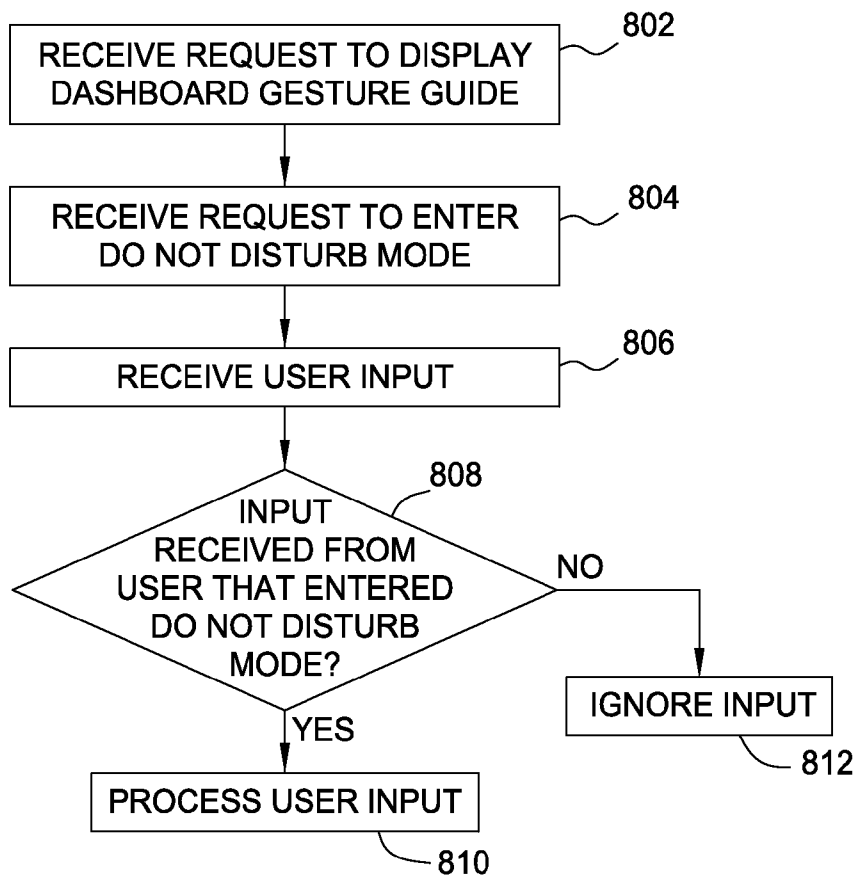 RECEIVE REQUEST TO DISPLAY
DASHBOARD GESTURE GUIDE
802
RECEIVE REQUEST TO ENTER
DO NOT DISTURB MODE
804
RECEIVE USER INPUT
806
808
INPUT
RECEIVED FROM
USER THAT ENTERED
DO NOT DISTURB
MODE?
NO
YES
IGNORE INPUT
812
PROCESS USER INPUT
810